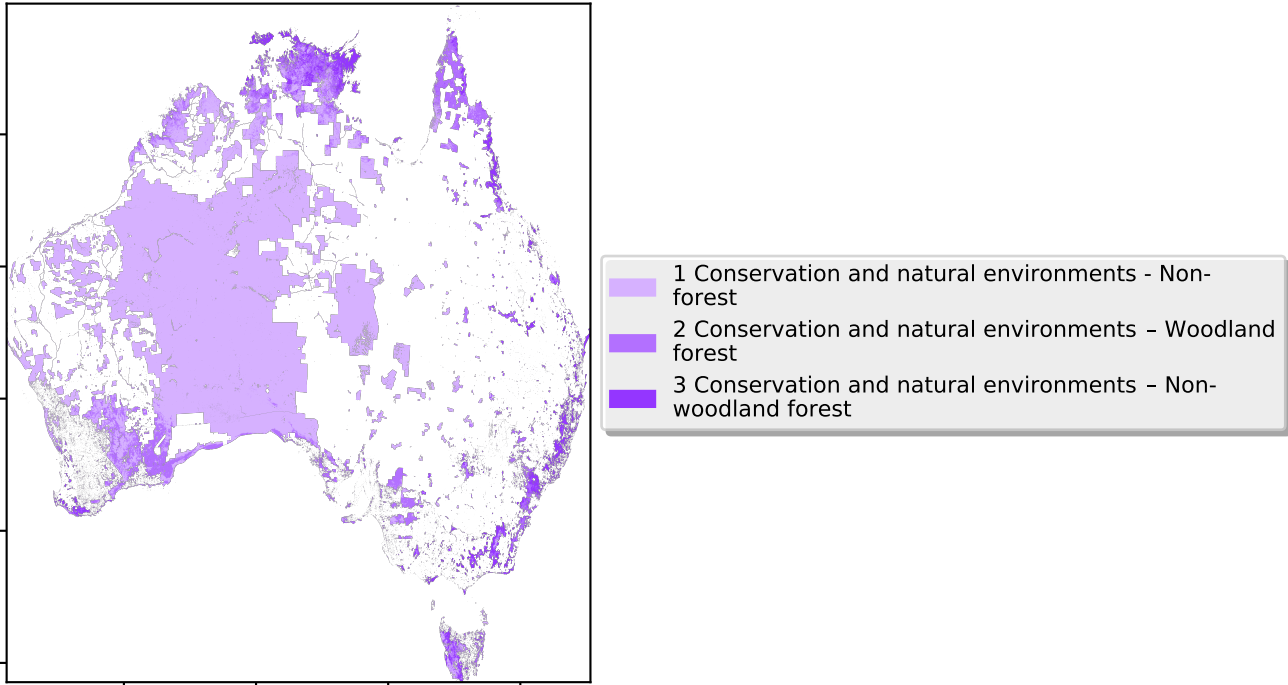 1 Conservation and natural environments - Non-
forest
2 Conservation and natural environments – Woodland
forest
3 Conservation and natural environments – Non-
woodland forest